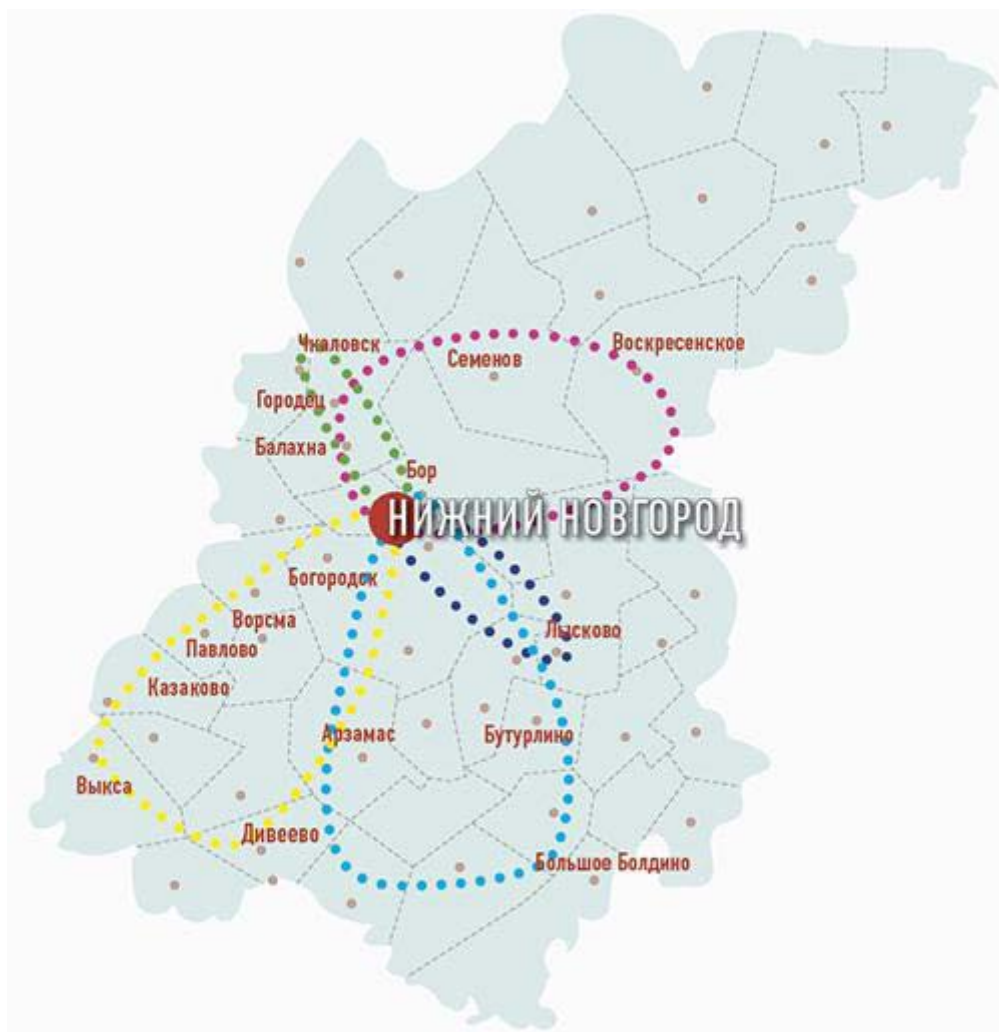 Чкаловск
Семенов
Воскресенское
Городец
Балахна
Бор
НИЖНИЙ НОВГОРОД
Богородск
Ворсма
Лысково
Павлово
Казаково
Арзамас
Бутурлино
Выкса
Дивеево
Большое Болдино